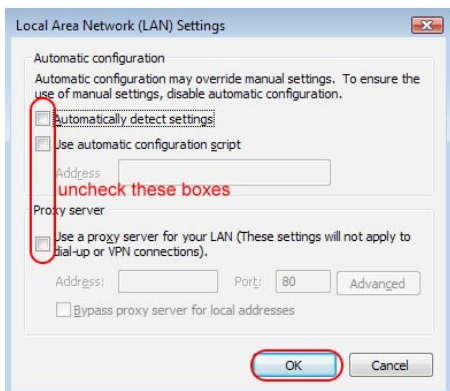 Local Area Network (LAN) Settings
Automatic configuration
Automatic configuration may override manual settings. To ensure the
use of manual settings, disable automatic configuration.
Automatically detect settings
Use automatic configuration script
Address
uncheck these boxes
Proxy server
Use a proxy server for your LAN (These settings will not apply to
dial-up or VPN connections).
Address: Port: 80 Advanced
Bypass proxy server for local addresses
OK Cancel